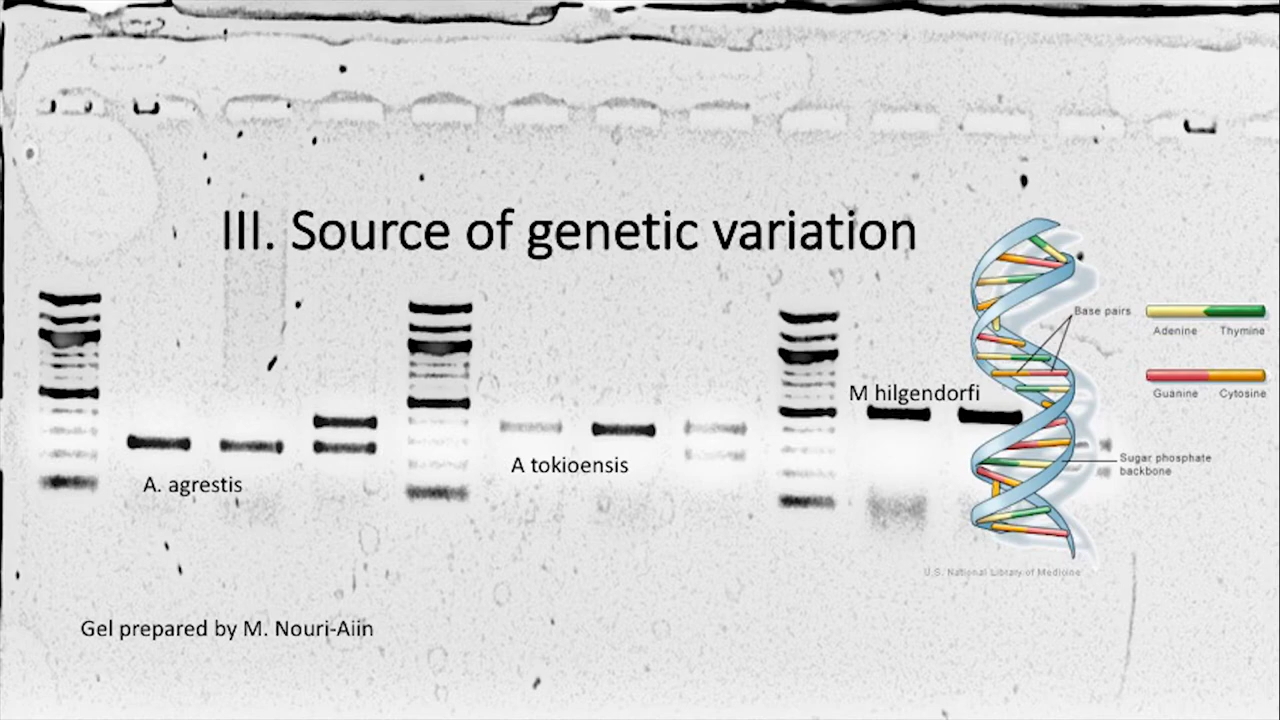 III. Source of genetic variation
Base pairs
Adenine Thymine
Guanine Cytosine
M hilgendorfi
A tokioensis
A. agrestis
Sugar phosphate
backbone
U.S. National Library of Medicine
Gel prepared by M. Nouri-Aiin